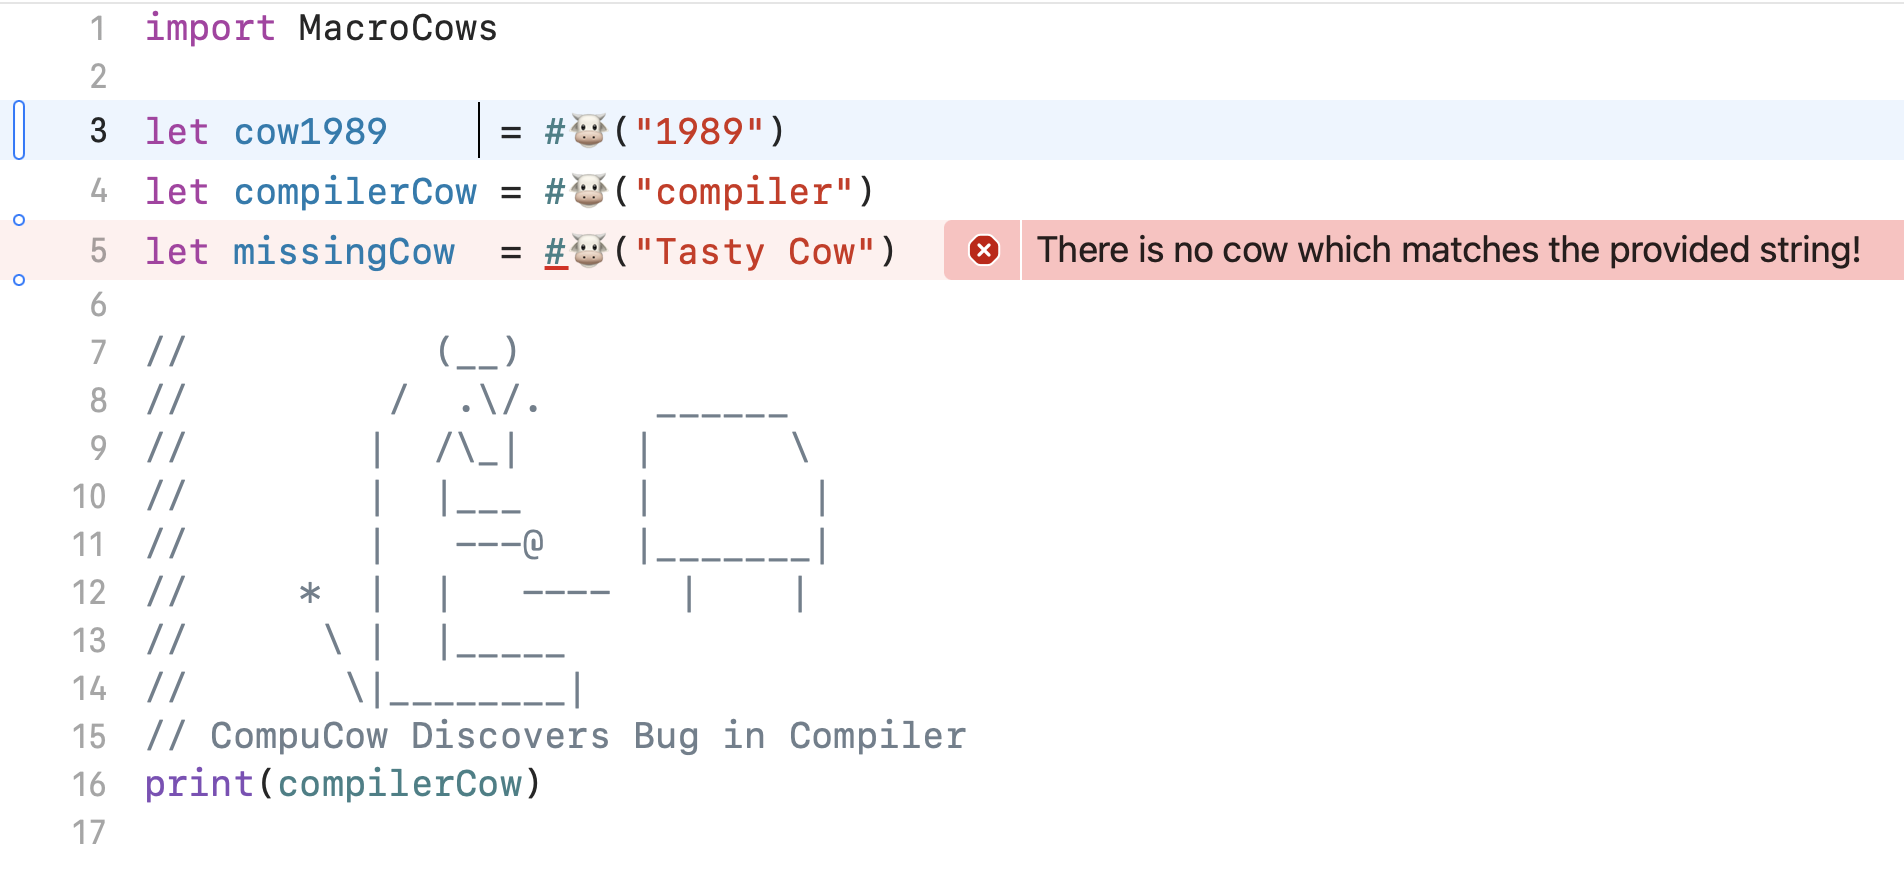 1 import MacroCows
2
3 let cow1989     = #🐮("1989")
4 let compilerCow = #🐮("compiler")
5 let missingCow  = #🐮("Tasty Cow") There is no cow which matches the provided string!
6
7 //           (__)
8 //         /  .\/.     ______
9 //        |  /\_|     |      \
10 //        |  |___     |       |
11 //        |   ---@    |_______|
12 //     *  |  |   ----   |    |
13 //      \ |  |_____
14 //       \|________|
15 // CompuCow Discovers Bug in Compiler
16 print(compilerCow)
17